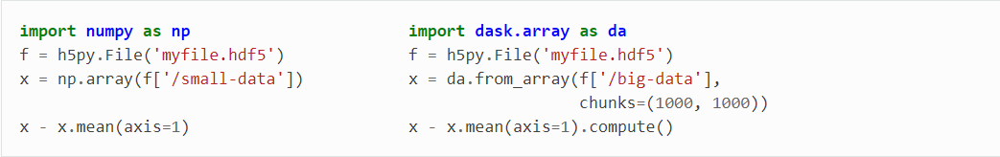 import numpy as np
f = h5py.File('myfile.hdf5')
x = np.array(f['/small-data'])
x - x.mean(axis=1)
import dask.array as da
f = h5py.File('myfile.hdf5')
x = da.from_array(f['/big-data'],
chunks=(1000, 1000))
x - x.mean(axis=1).compute()